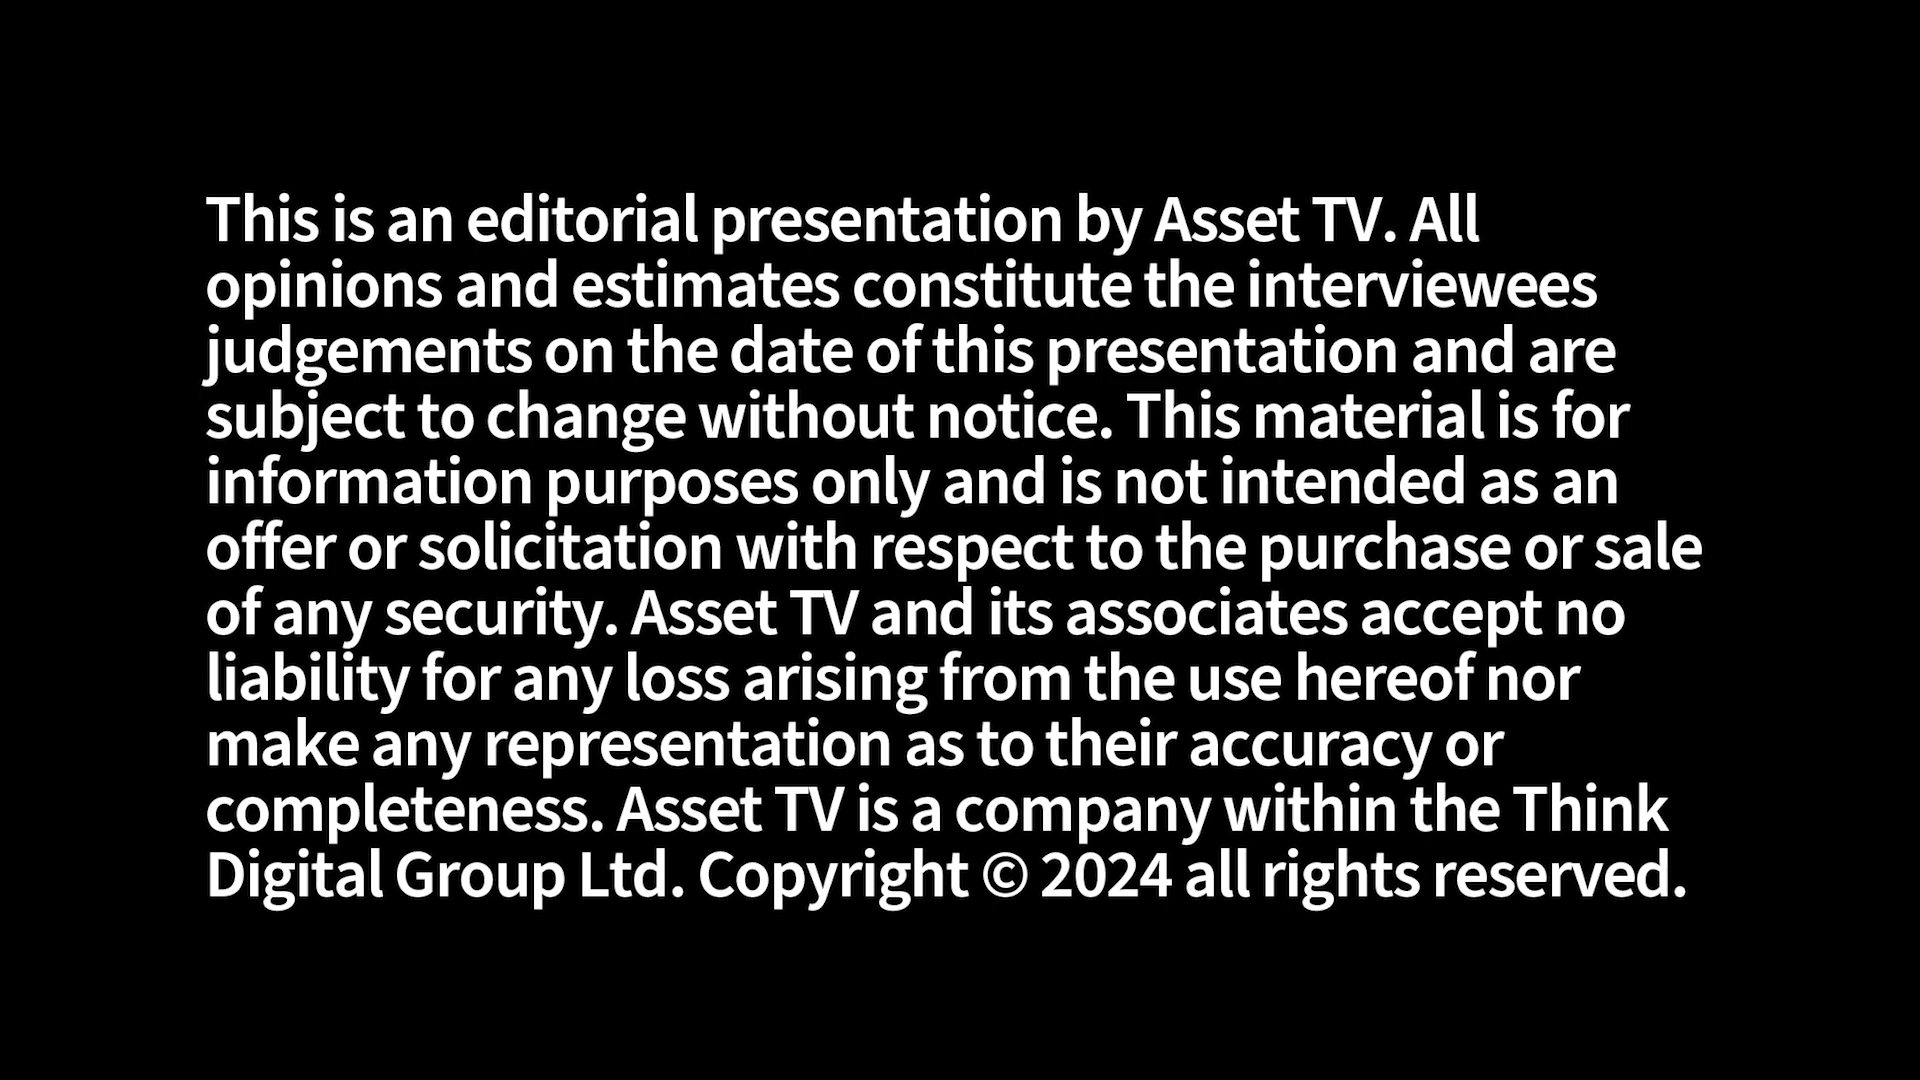 This is an editorial presentation by Asset TV. All
opinions and estimates constitute the interviewees
judgements on the date of this presentation and are
subject to change without notice. This material is for
information purposes only and is not intended as an
offer or solicitation with respect to the purchase or sale
of any security. Asset TV and its associates accept no
liability for any loss arising from the use hereof nor
make any representation as to their accuracy or
completeness. Asset TV is a company within the Think
Digital Group Ltd. Copyright © 2024 all rights reserved.